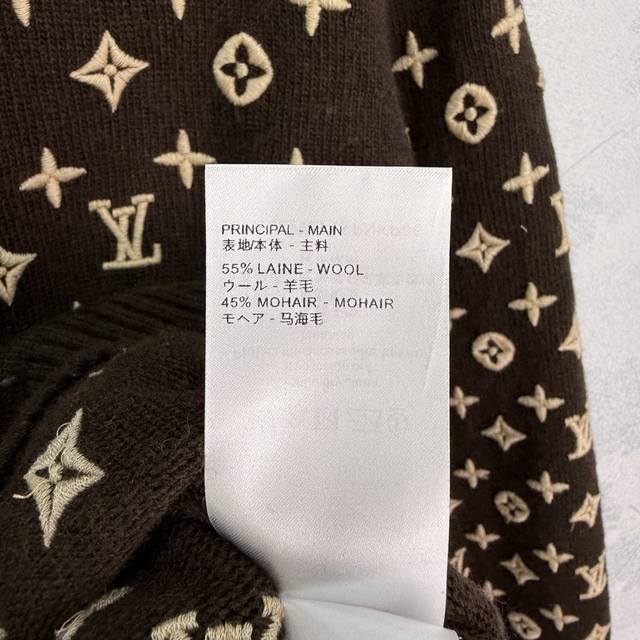 PRINCIPAL - MAIN
表地/本体 - 主料
55% LAINE - WOOL
ウール - 羊毛
45% MOHAIR - MOHAIR
モヘア - 马海毛